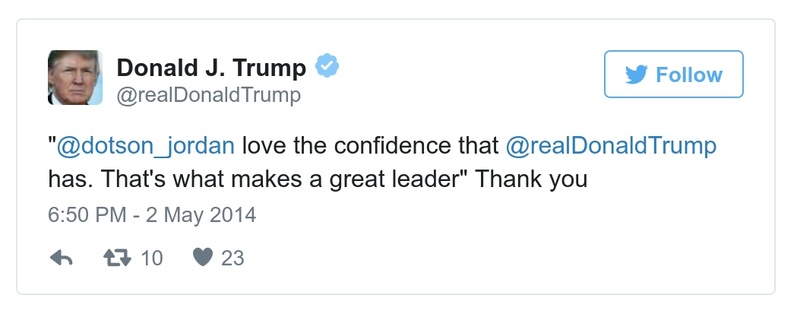 Donald J. Trump
@realDonaldTrump
Follow
"@dotson_jordan love the confidence that @realDonaldTrump
has. That's what makes a great leader" Thank you
6:50 PM - 2 May 2014
10 23